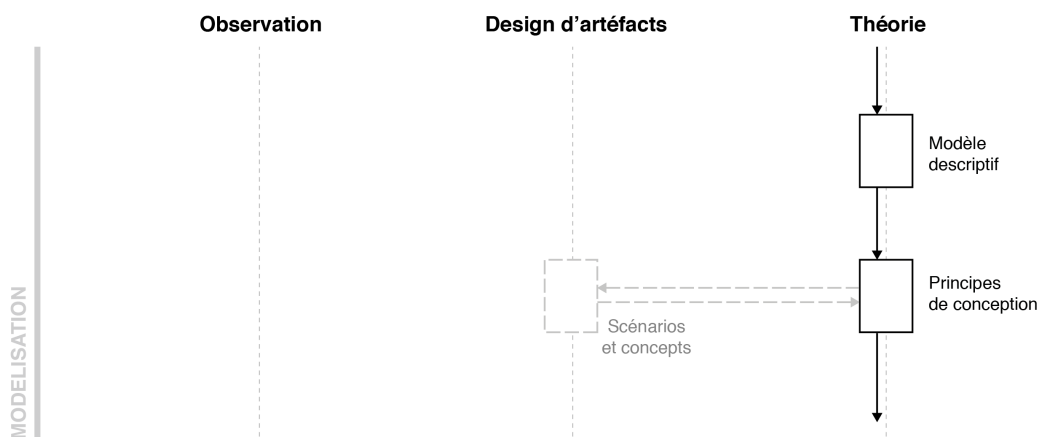 Observation
Design d’artéfacts
Théorie
Modèle
descriptif
Principes
de conception
Scénarios
et concepts
MODELISATION